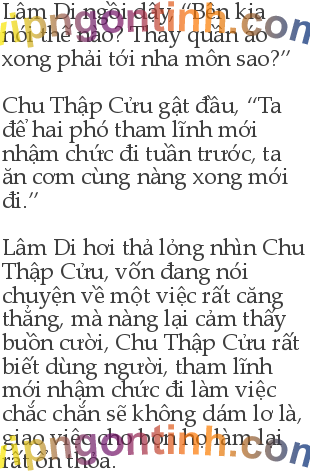 Lâm Di ngồi dậy, “Bên kia
nói thế nào? Thay quần áo
xong phải tới nha môn sao?”
Chu Thập Cửu gật đầu, “Ta
để hai phó tham lĩnh mới
nhậm chức đi tuần trước, ta
ăn cơm cùng nàng xong mới
đi.”
Lâm Di hơi thả lỏng nhìn Chu
Thập Cửu, vốn đang nói
chuyện về một việc rất căng
thẳng, mà nàng lại cảm thấy
buồn cười, Chu Thập Cửu rất
biết dùng người, tham lĩnh
mới nhậm chức đi làm việc
chắc chắn sẽ không dám lơ là,
giao việc cho bọn họ làm lại
rất ổn thỏa.